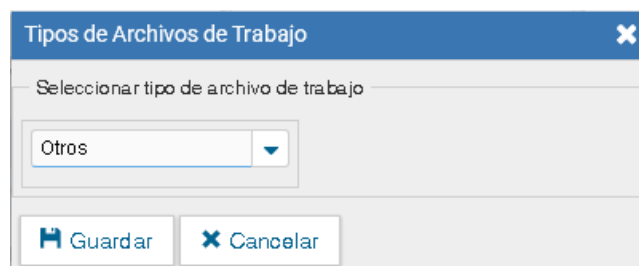 Tipos de Archivos de Trabajo
Seleccionar tipo de archivo de trabajo
Otros
Guardar Cancelar